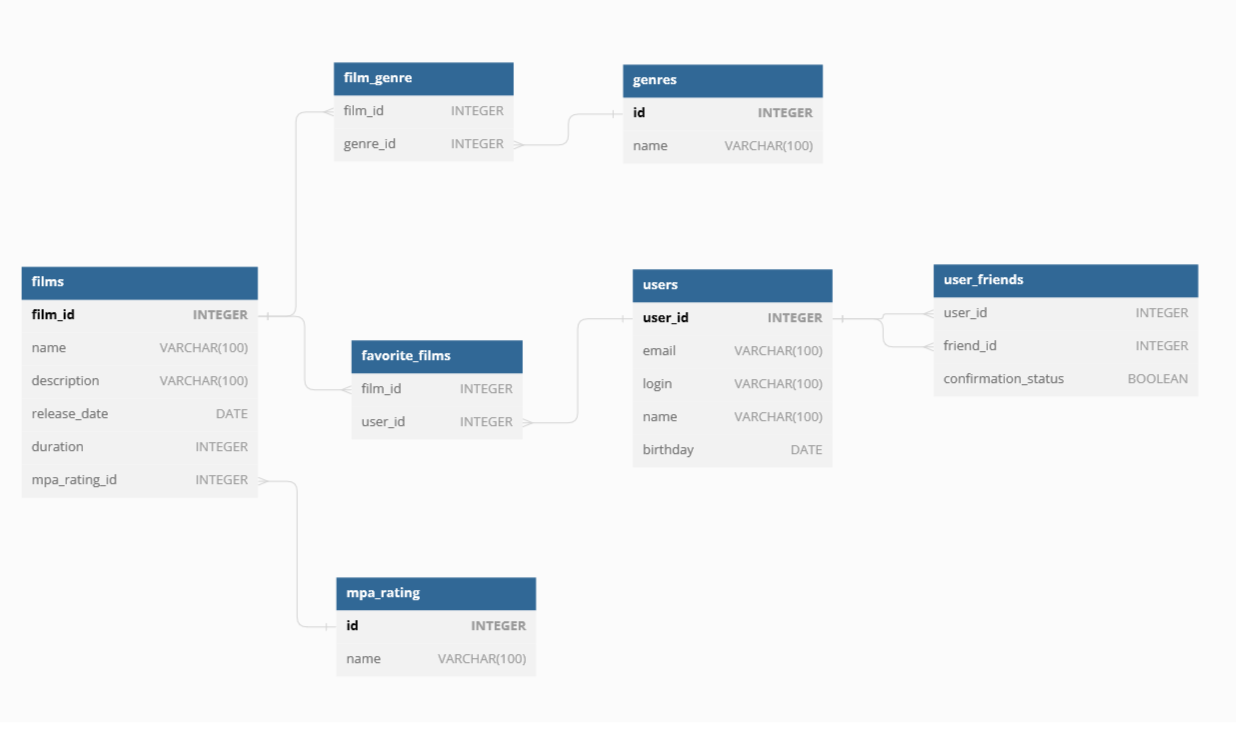 film_genre
film_id INTEGER
genre_id INTEGER
genres
id INTEGER
name VARCHAR(100)
films
film_id INTEGER
name VARCHAR(100)
description VARCHAR(100)
release_date DATE
duration INTEGER
mpa_rating_id INTEGER
favorite_films
film_id INTEGER
user_id INTEGER
users
user_id INTEGER
email VARCHAR(100)
login VARCHAR(100)
name VARCHAR(100)
birthday DATE
user_friends
user_id INTEGER
friend_id INTEGER
confirmation_status BOOLEAN
mpa_rating
id INTEGER
name VARCHAR(100)